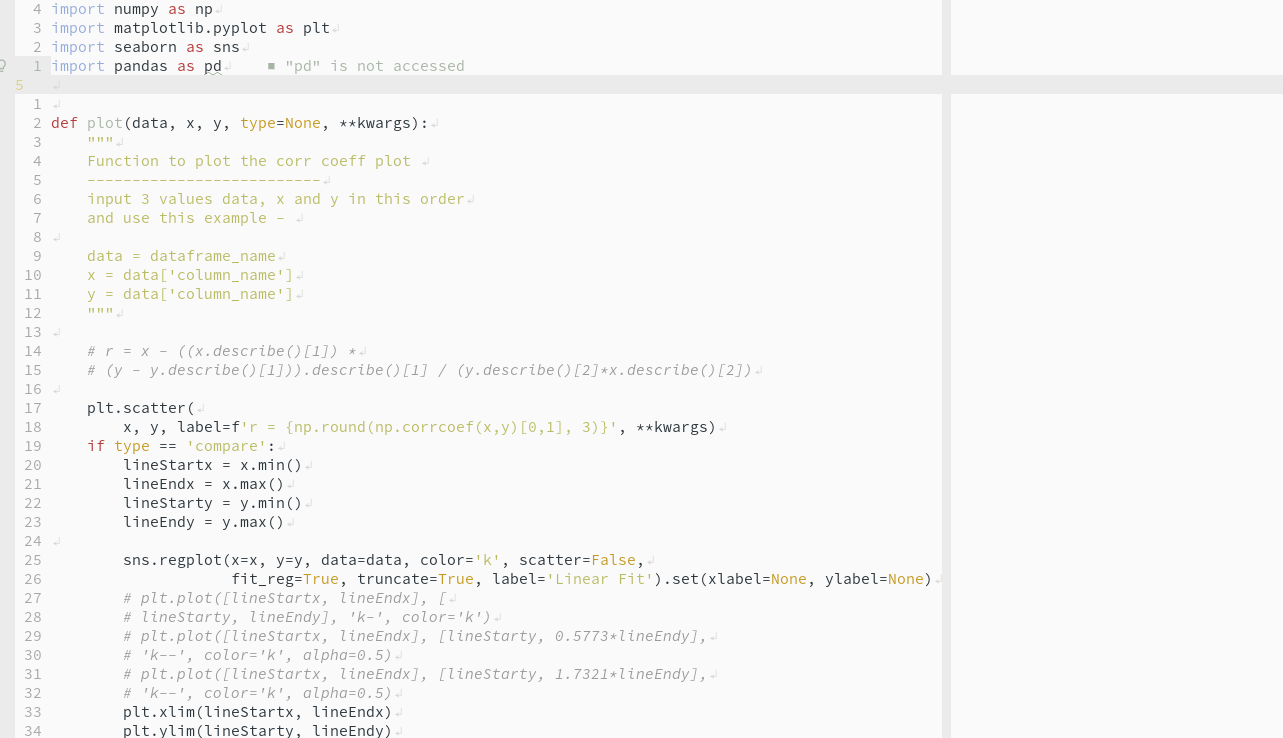 4 import numpy as np
3 import matplotlib.pyplot as plt
2 import seaborn as sns
1 import pandas as pd ■ "pd" is not accessed
5
1
2 def plot(data, x, y, type=None, **kwargs):
3 """
4 Function to plot the corr coeff plot
5 --------------------------
6 input 3 values data, x and y in this order
7 and use this example -
8
9 data = dataframe_name
10 x = data['column_name']
11 y = data['column_name']
12 """
13
14 # r = x - ((x.describe()[1]) *
15 # (y - y.describe()[1])).describe()[1] / (y.describe()[2]*x.describe()[2])
16
17 plt.scatter(
18 x, y, label=f'r = {np.round(np.corrcoef(x,y)[0,1], 3)}', **kwargs)
19 if type == 'compare':
20 lineStartx = x.min()
21 lineEndx = x.max()
22 lineStarty = y.min()
23 lineEndy = y.max()
24
25 sns.regplot(x=x, y=y, data=data, color='k', scatter=False,
26 fit_reg=True, truncate=True, label='Linear Fit').set(xlabel=None, ylabel=None)
27 # plt.plot([lineStartx, lineEndx], [
28 # lineStarty, lineEndy], 'k-', color='k')
29 # plt.plot([lineStartx, lineEndx], [lineStarty, 0.5773*lineEndy],
30 # 'k--', color='k', alpha=0.5)
31 # plt.plot([lineStartx, lineEndx], [lineStarty, 1.7321*lineEndy],
32 # 'k--', color='k', alpha=0.5)
33 plt.xlim(lineStartx, lineEndx)
34 plt.ylim(lineStarty, lineEndy)